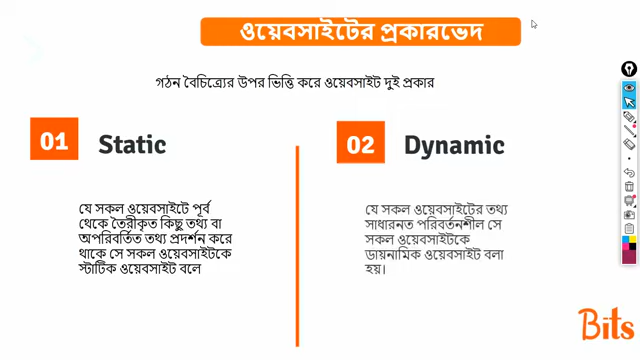 ওয়েবসাইটের প্রকারভেদ
গঠন বৈচিত্র্যের উপর ভিত্তি করে ওয়েবসাইট দুই প্রকার
01 Static
যে সকল ওয়েবসাইটে পূর্ব
থেকে তৈরীকৃত কিছু তথ্য বা
অপরিবর্তিত তথ্য প্রদর্শন করে
থাকে সে সকল ওয়েবসাইটকে
স্টাটিক ওয়েবসাইট বলে
02 Dynamic
যে সকল ওয়েবসাইটের তথ্য
সাধারনত পরিবর্তনশীল সে
সকল ওয়েবসাইটকে
ডায়নামিক ওয়েবসাইট বলা
হয়।
Bits